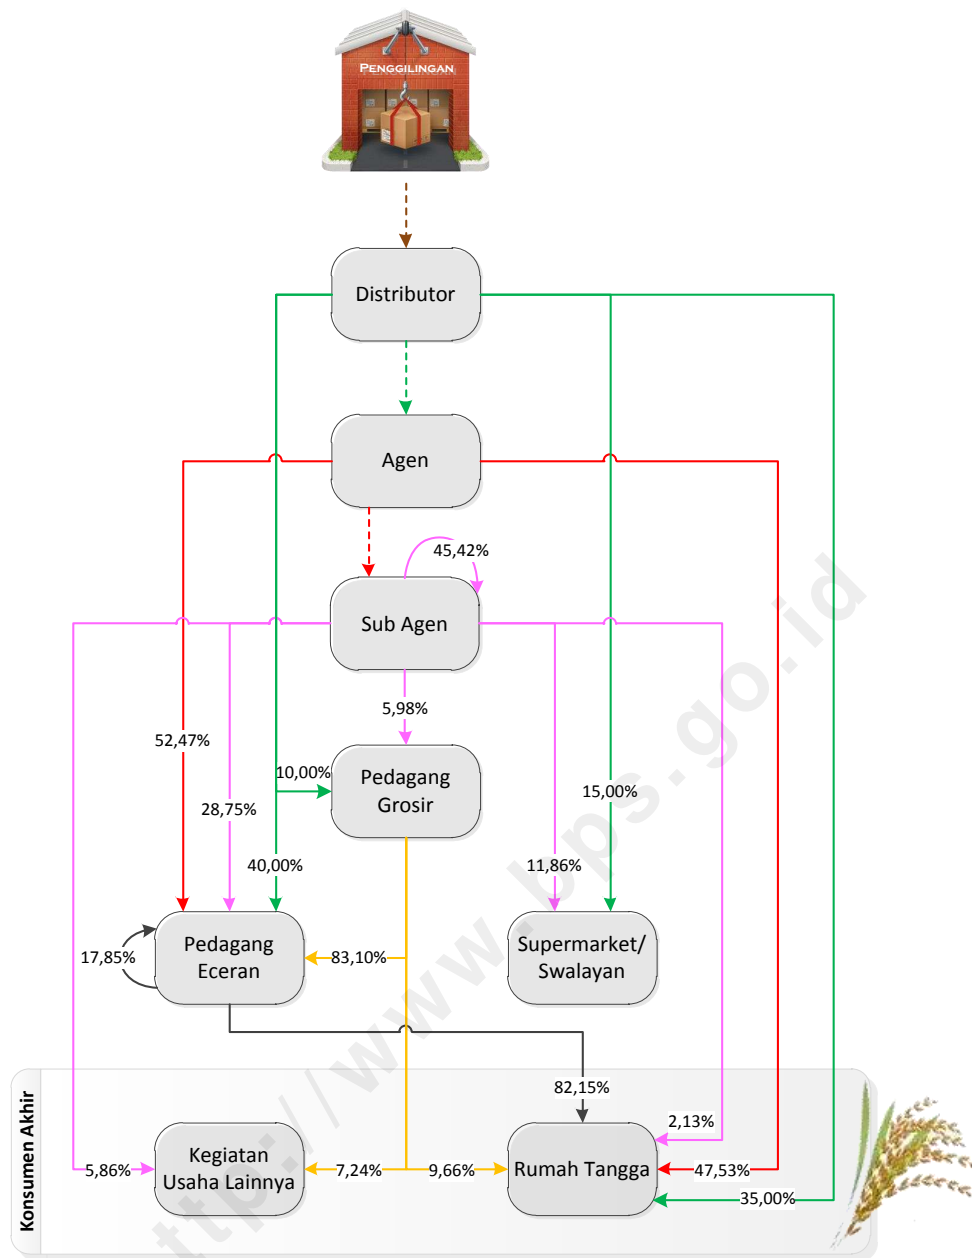 PENGGILINGAN
Distributor
Agen
45,42%
Sub Agen
5,98%
52,47%
10,00%
Pedagang
Grosir
28,75%
15,00%
40,00%
11,86%
Pedagang
Eceran
17,85%
83,10%
Supermarket/
Swalayan
Konsumen Akhir
82,15%
2,13%
Kegiatan
Usaha Lainnya
5,86%
7,24%
9,66%
Rumah Tangga
47,53%
35,00%
ttp://www.bps.go.id